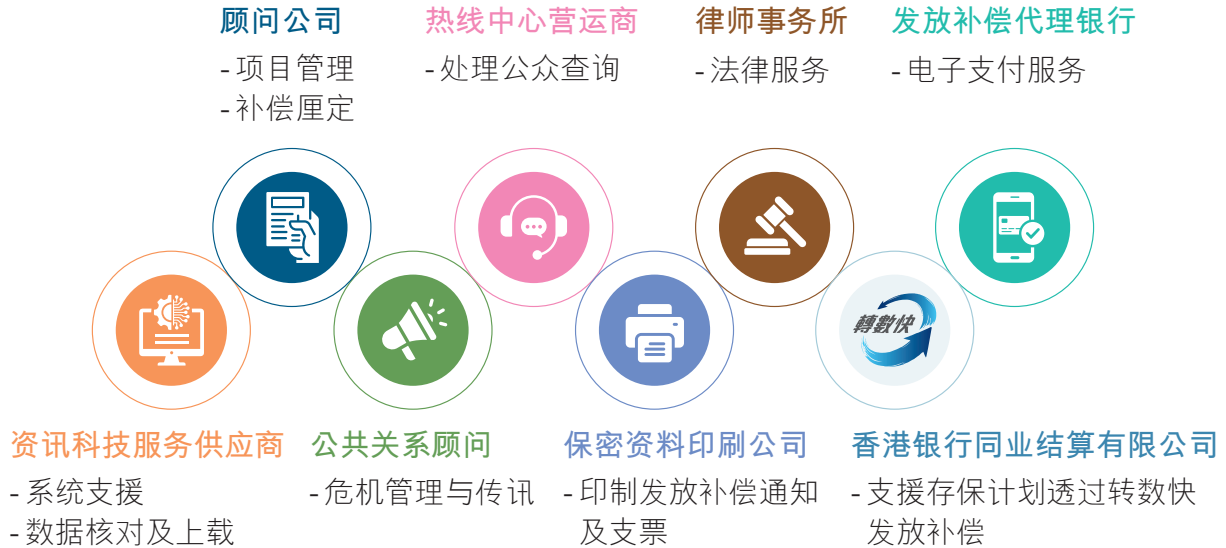 顾问公司
- 项目管理
- 补偿厘定
热线中心营运商
- 处理公众查询
律师事务所
- 法律服务
发放补偿代理银行
- 电子支付服务
轉數快
资讯科技服务供应商
- 系统支援
- 数据核对及上载
公共关系顾问
- 危机管理与传讯
保密资料印刷公司
- 印制发放补偿通知
及支票
香港银行同业结算有限公司
- 支援存保计划透过转数快
发放补偿